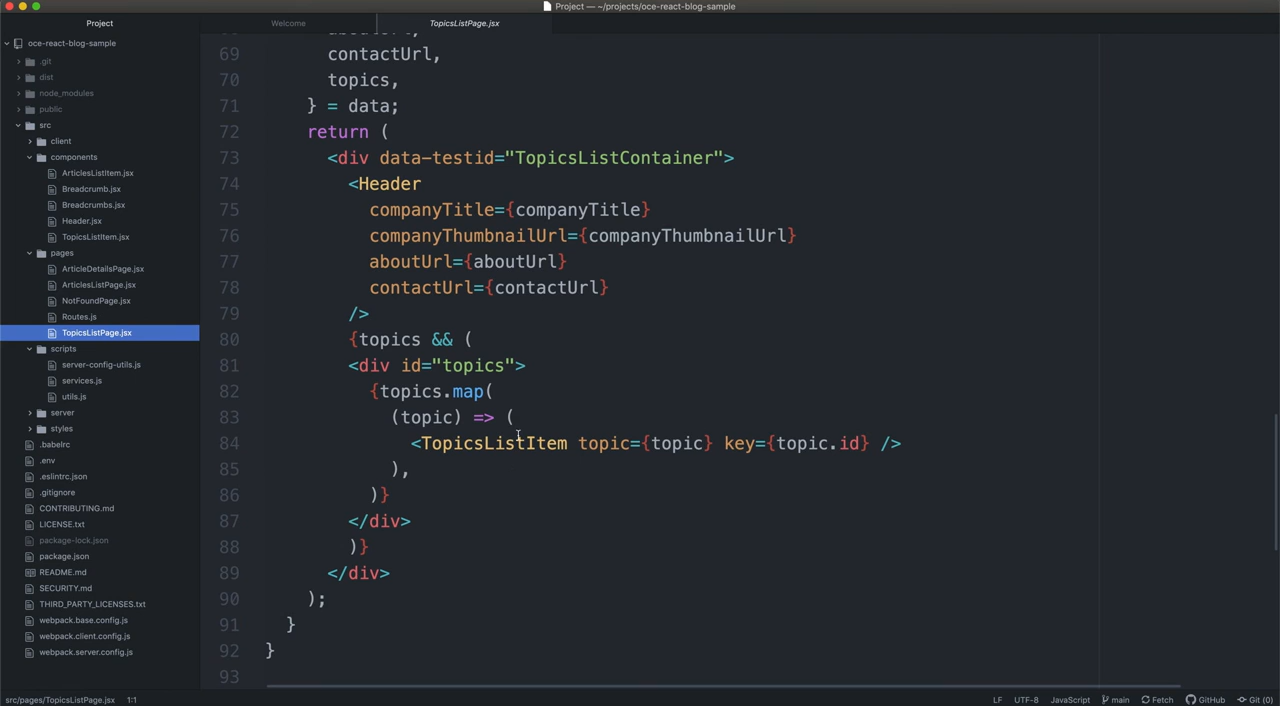 Project — ~/projects/oce-react-blog-sample
Project
Welcome
TopicsListPage.jsx
oce-react-blog-sample
.git
dist
node_modules
public
src
client
components
ArticlesListItem.jsx
Breadcrumb.jsx
Breadcrumbs.jsx
Header.jsx
TopicsListItem.jsx
pages
ArticleDetailsPage.jsx
ArticlesListPage.jsx
NotFoundPage.jsx
Routes.js
TopicsListPage.jsx
scripts
server-config-utils.js
services.js
utils.js
server
styles
.babelrc
.env
.eslintrc.json
.gitignore
CONTRIBUTING.md
LICENSE.txt
package-lock.json
package.json
README.md
SECURITY.md
THIRD_PARTY_LICENSES.txt
webpack.base.config.js
webpack.client.config.js
webpack.server.config.js
69 contactUrl,
70 topics,
71 } = data;
72 return (
73 <div data-testid="TopicsListContainer">
74 <Header
75 companyTitle={companyTitle}
76 companyThumbnailUrl={companyThumbnailUrl}
77 aboutUrl={aboutUrl}
78 contactUrl={contactUrl}
79 />
80 {topics && (
81 <div id="topics">
82 {topics.map(
83 (topic) => (
84 <TopicsListItem topic={topic} key={topic.id} />
85 ),
86 )}
87 </div>
88 )}
89 </div>
90 );
91 }
92 }
93
src/pages/TopicsListPage.jsx 1:1
LF UTF-8 JavaScript main Fetch GitHub Git (0)